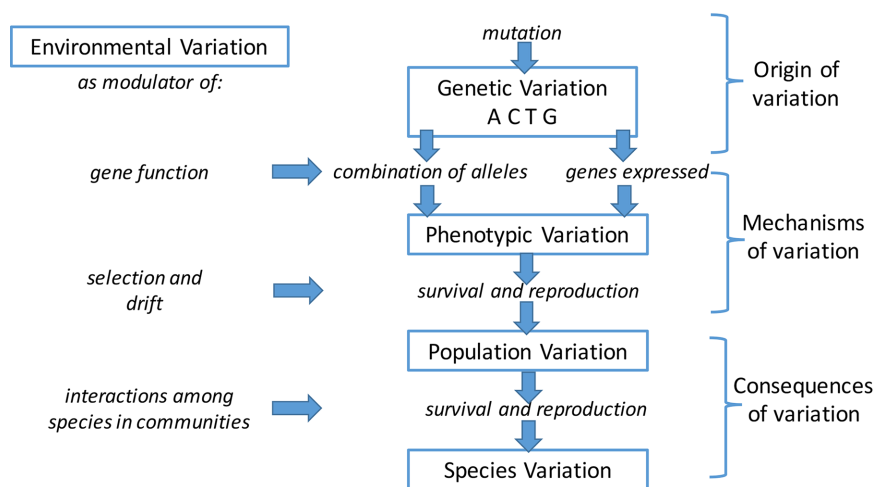 Environmental Variation
as modulator of:
mutation
Genetic Variation
A C T G
Origin of
variation
gene function
combination of alleles
genes expressed
Phenotypic Variation
Mechanisms
of variation
selection and
drift
survival and reproduction
Population Variation
interactions among
species in communities
survival and reproduction
Consequences
of variation
Species Variation